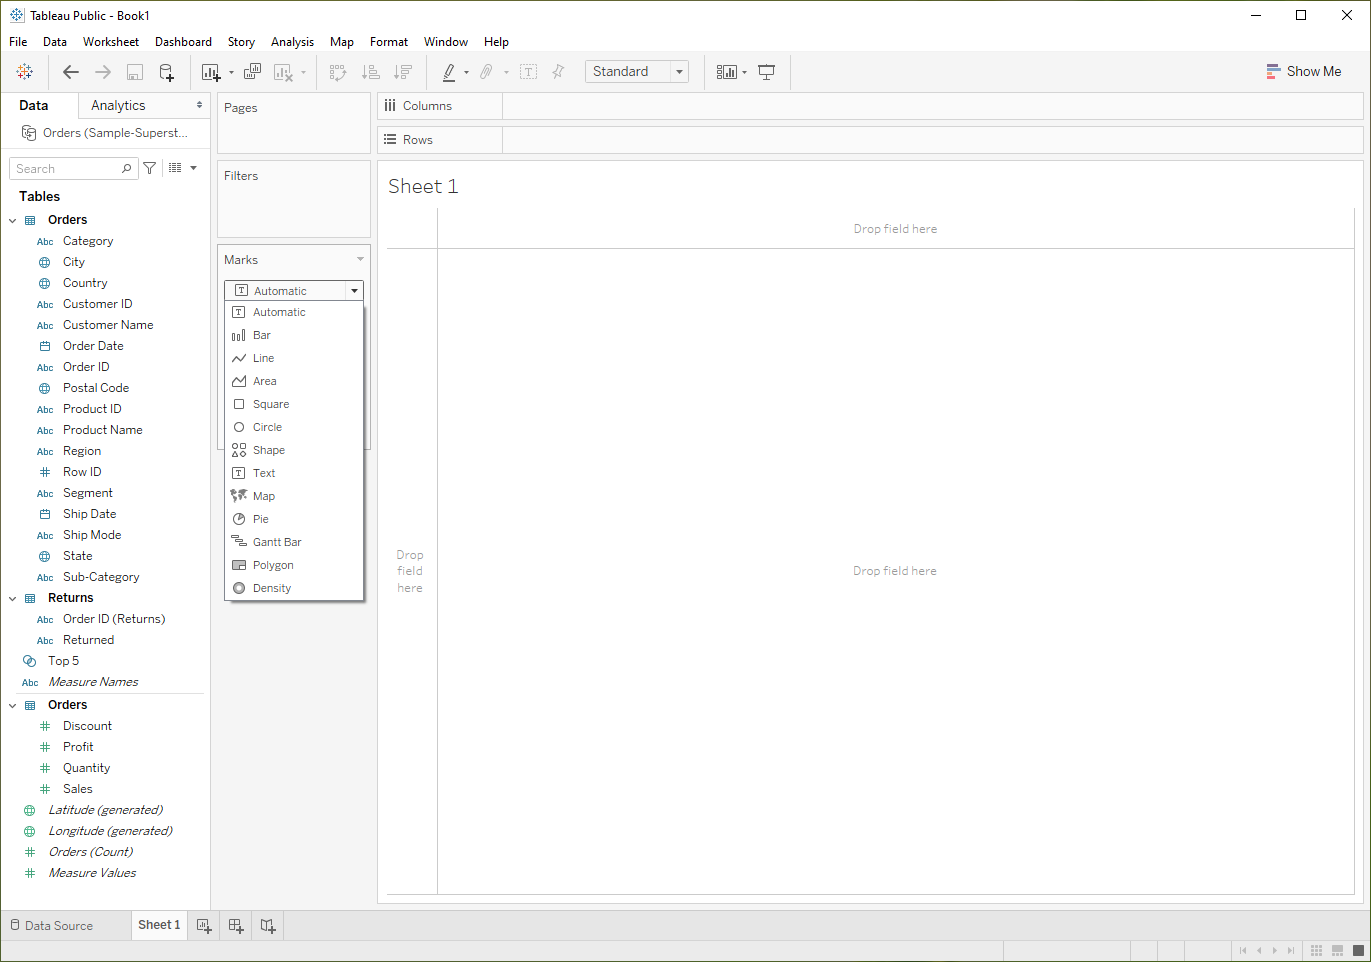 Tableau Public - Book1
File Data Worksheet Dashboard Story Analysis Map Format Window Help
Standard
Show Me
Data Analytics
Orders (Sample-Superst...
Search
Tables
Orders
Abc Category
City
Country
Abc Customer ID
Abc Customer Name
Order Date
Abc Order ID
Postal Code
Abc Product ID
Abc Product Name
Abc Region
Row ID
Abc Segment
Ship Date
Abc Ship Mode
State
Abc Sub-Category
Returns
Abc Order ID (Returns)
Abc Returned
Top 5
Abc Measure Names
Orders
Discount
Profit
Quantity
Sales
Latitude (generated)
Longitude (generated)
Orders (Count)
Measure Values
Pages
Filters
Marks
T Automatic
T Automatic
Bar
Line
Area
Square
Circle
Shape
T Text
Map
Pie
Gantt Bar
Polygon
Density
Columns
Rows
Sheet 1
Drop field here
Drop
field
here
Drop field here
Data Source
Sheet 1